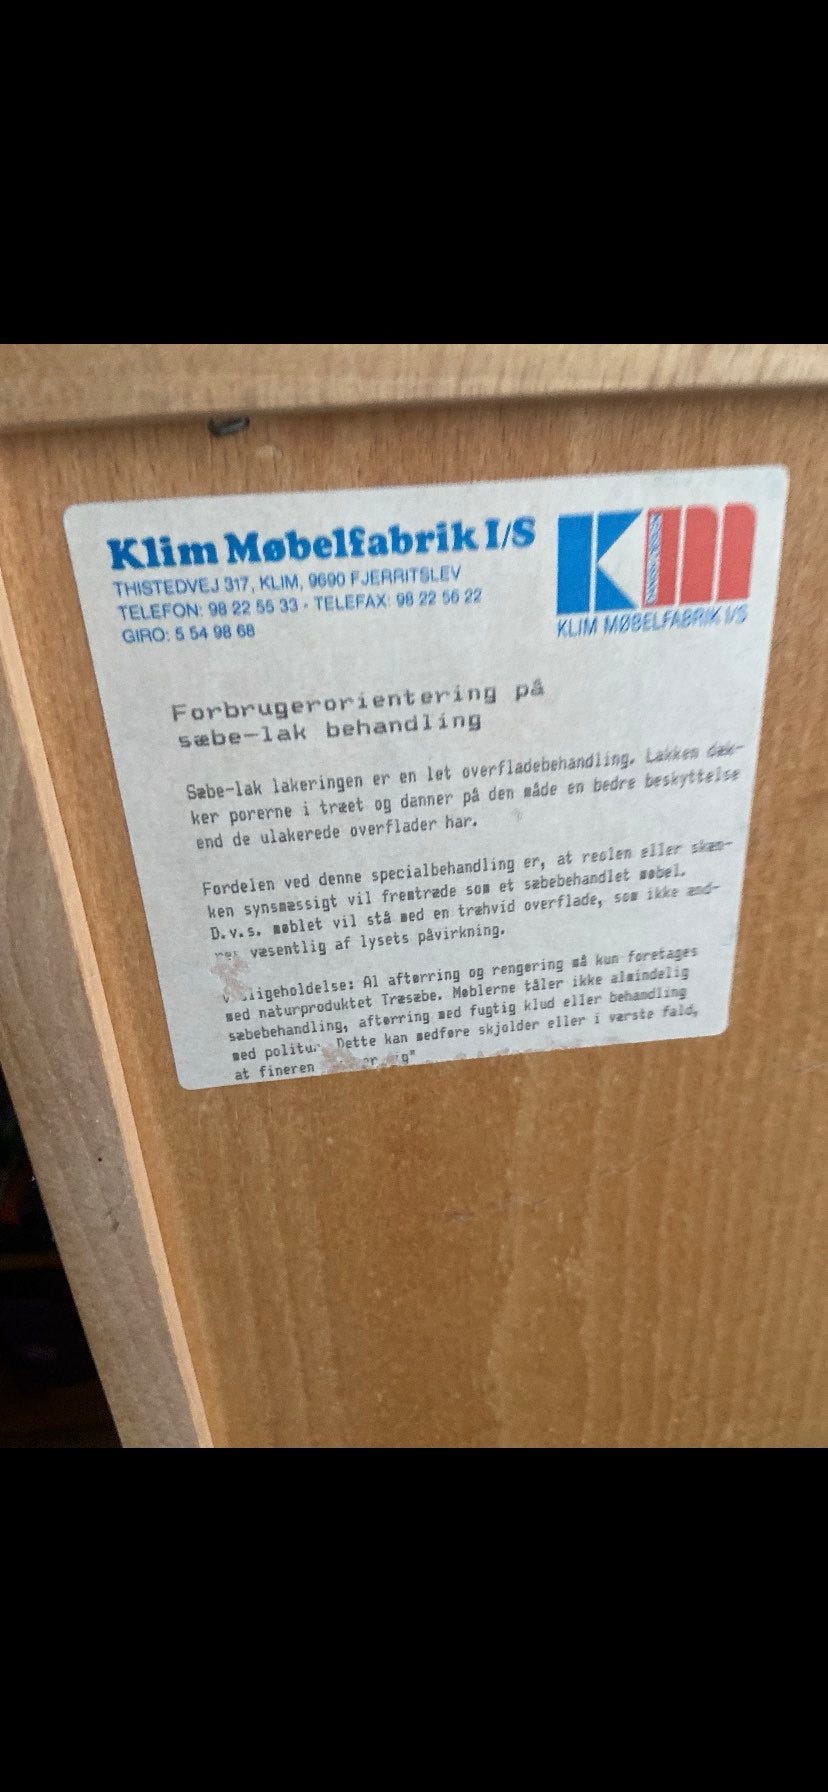 Klim Møbelfabrik I/S
THISTEDVEJ 317, KLIM, 9690 FJERRITSLEV
TELEFON: 98 22 55 33 - TELEFAX: 98 22 56 22
GIRO: 5 54 98 68
KLIM MØBELFABRIK I/S
Forbrugerorientering på
sæbe-lak behandling
Sæbe-lak lakeringen er en let overfladebehandling. Lakken dæk-
ker porerne i træet og danner på den måde en bedre beskyttelse
end de ulakerede overflader har.
Fordelen ved denne specialbehandling er, at reolen eller skæn-
ken synsmæssigt vil fremtræde som et sæbebehandlet møbel.
D.v.s. møblet vil stå med en træhvid overflade, som ikke ænd-
væsentlig af lysets påvirkning.
Al aftørring og rengøring må kun foretages
med naturproduktet Træsæbe. Møblerne tåler ikke almindelig
sæbebehandling, aftørring med fugtig klud eller behandling
med Dette kan medføre skjolder eller i værste fald,
at fineren